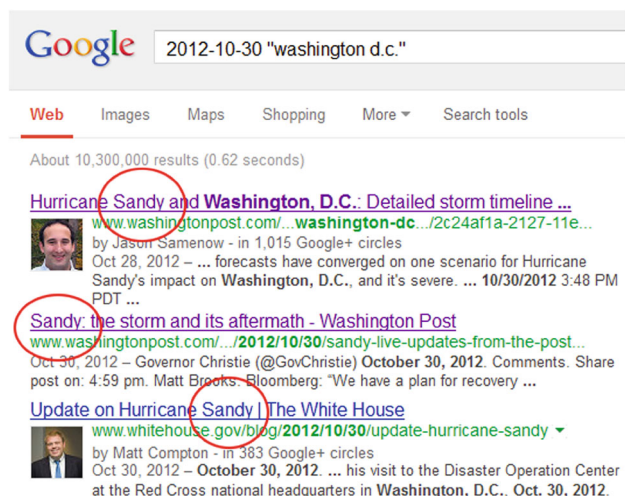 Google 2012-10-30 "washington d.c."
Web Images Maps Shopping More Search tools
About 10,300,000 results (0.62 seconds)
Hurricane Sandy and Washington, D.C.: Detailed storm timeline ...
www.washingtonpost.com/...washington-dc.../2c24af1a-2127-11e...
by Jason Samenow - in 1,015 Google+ circles
Oct 28, 2012 – ... forecasts have converged on one scenario for Hurricane
Sandy's impact on Washington, D.C., and it's severe. ... 10/30/2012 3:48 PM
PDT ...
Sandy: the storm and its aftermath - Washington Post
www.washingtonpost.com/.../2012/10/30/sandy-live-updates-from-the-post...
Oct 30, 2012 – Governor Christie (@GovChristie) October 30, 2012. Comments. Share
post on: 4:59 pm. Matt Brooks. Bloomberg: “We have a plan for recovery ...
Update on Hurricane Sandy | The White House
www.whitehouse.gov/blog/2012/10/30/update-hurricane-sandy
by Matt Compton - in 383 Google+ circles
Oct 30, 2012 – October 30, 2012. ... his visit to the Disaster Operation Center
at the Red Cross national headquarters in Washington, D.C., Oct. 30, 2012.